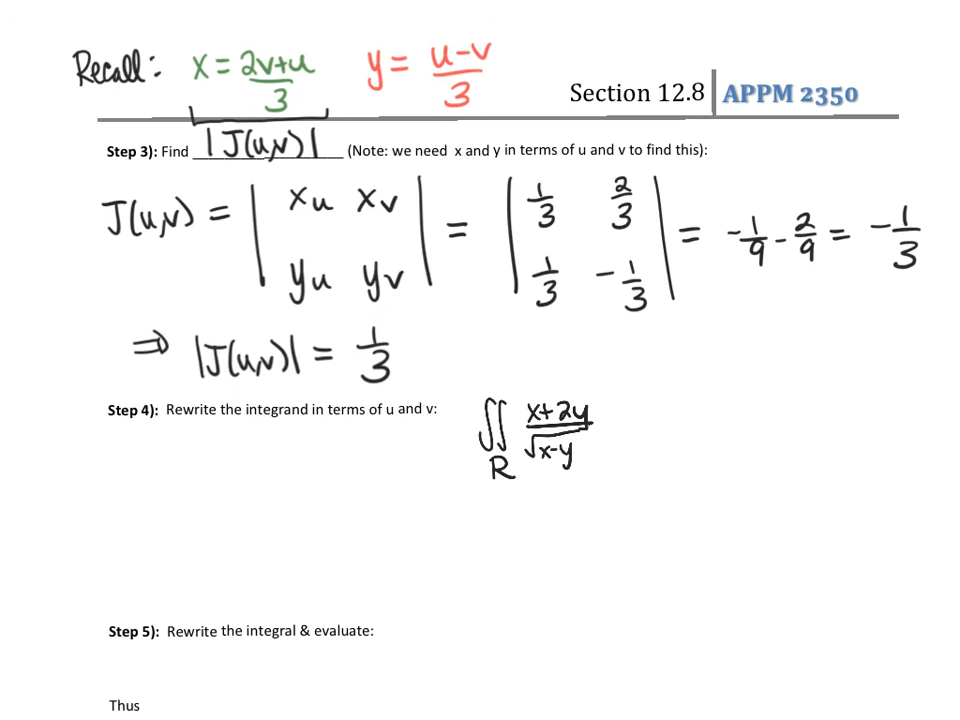 Recall: x = 2v+u/3 y = u-v/3
Section 12.8 APPM 2350
Step 3): Find |J(u,v)| (Note: we need x and y in terms of u and v to find this):
J(u,v) = | xu xv | = | 1/3 2/3 | = -1/9 - 2/9 = -1/3
| yu yv | | 1/3 -1/3 |
⇒ |J(u,v)| = 1/3
Step 4): Rewrite the integrand in terms of u and v: ∬R x+2y/√x-y
Step 5): Rewrite the integral & evaluate:
Thus